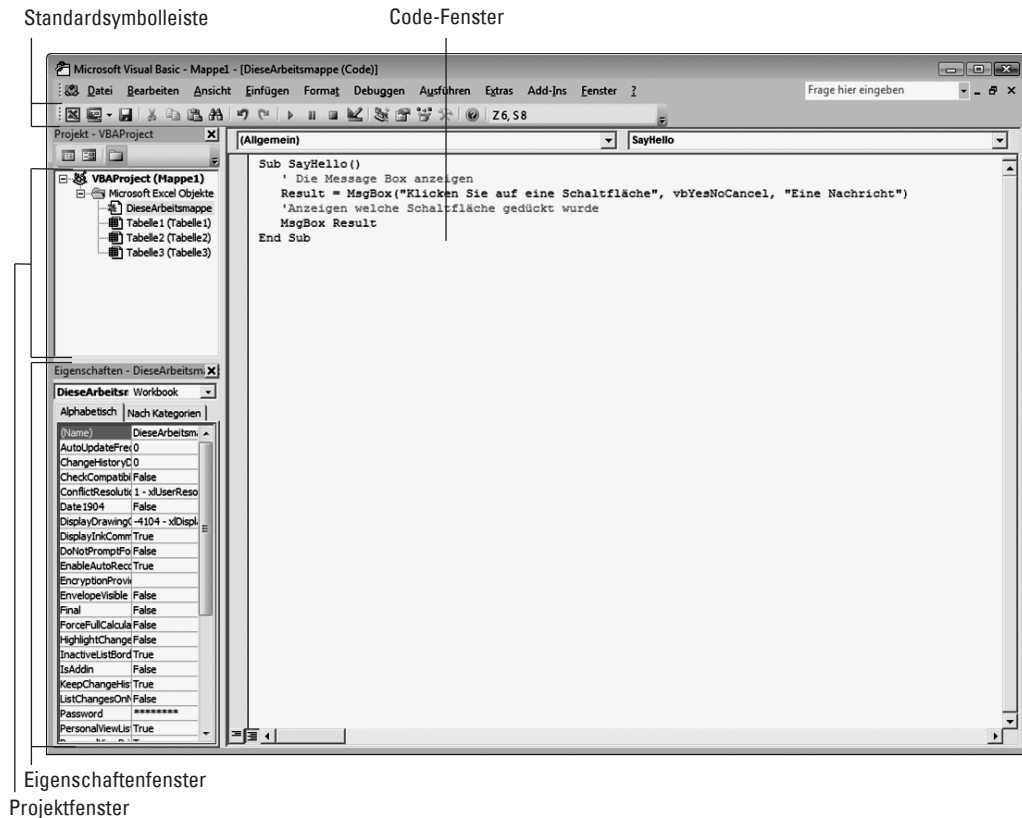 Standardsymbolleiste
Code-Fenster
Microsoft Visual Basic - Mappe1 - [DieseArbeitsmappe (Code)]
Datei Bearbeiten Ansicht Einfügen Format Debuggen Ausführen Extras Add-Ins Fenster ?
Frage hier eingeben
Z6, S8
Projekt - VBAProject
VBAProject (Mappe1)
Microsoft Excel Objekte
DieseArbeitsmappe
Tabelle1 (Tabelle1)
Tabelle2 (Tabelle2)
Tabelle3 (Tabelle3)
(Allgemein)
SayHello
Sub SayHello()
' Die Message Box anzeigen
Result = MsgBox("Klicken Sie auf eine Schaltfläche", vbYesNoCancel, "Eine Nachricht")
'Anzeigen welche Schaltfläche gedückt wurde
MsgBox Result
End Sub
Eigenschaften - DieseArbeitsm
DieseArbeitsr Workbook
Alphabetisch Nach Kategorien
(Name) DieseArbeitsm
AutoUpdateFre 0
ChangeHistoryD 0
CheckCompatibi False
ConflictResolutic 1 - xlUserReso
Date1904 False
DisplayDrawing -4104 - xlDispl
DisplayInkComm True
DoNotPromptFo False
EnableAutoRec True
EncryptionProvi
EnvelopeVisible False
Final False
ForceFullCalcula False
HighlightChange False
InactiveListBord True
IsAddin False
KeepChangeHis True
ListChangesOnN False
Password ********
PersonalViewLis True
Eigenschaftenfenster
Projektfenster